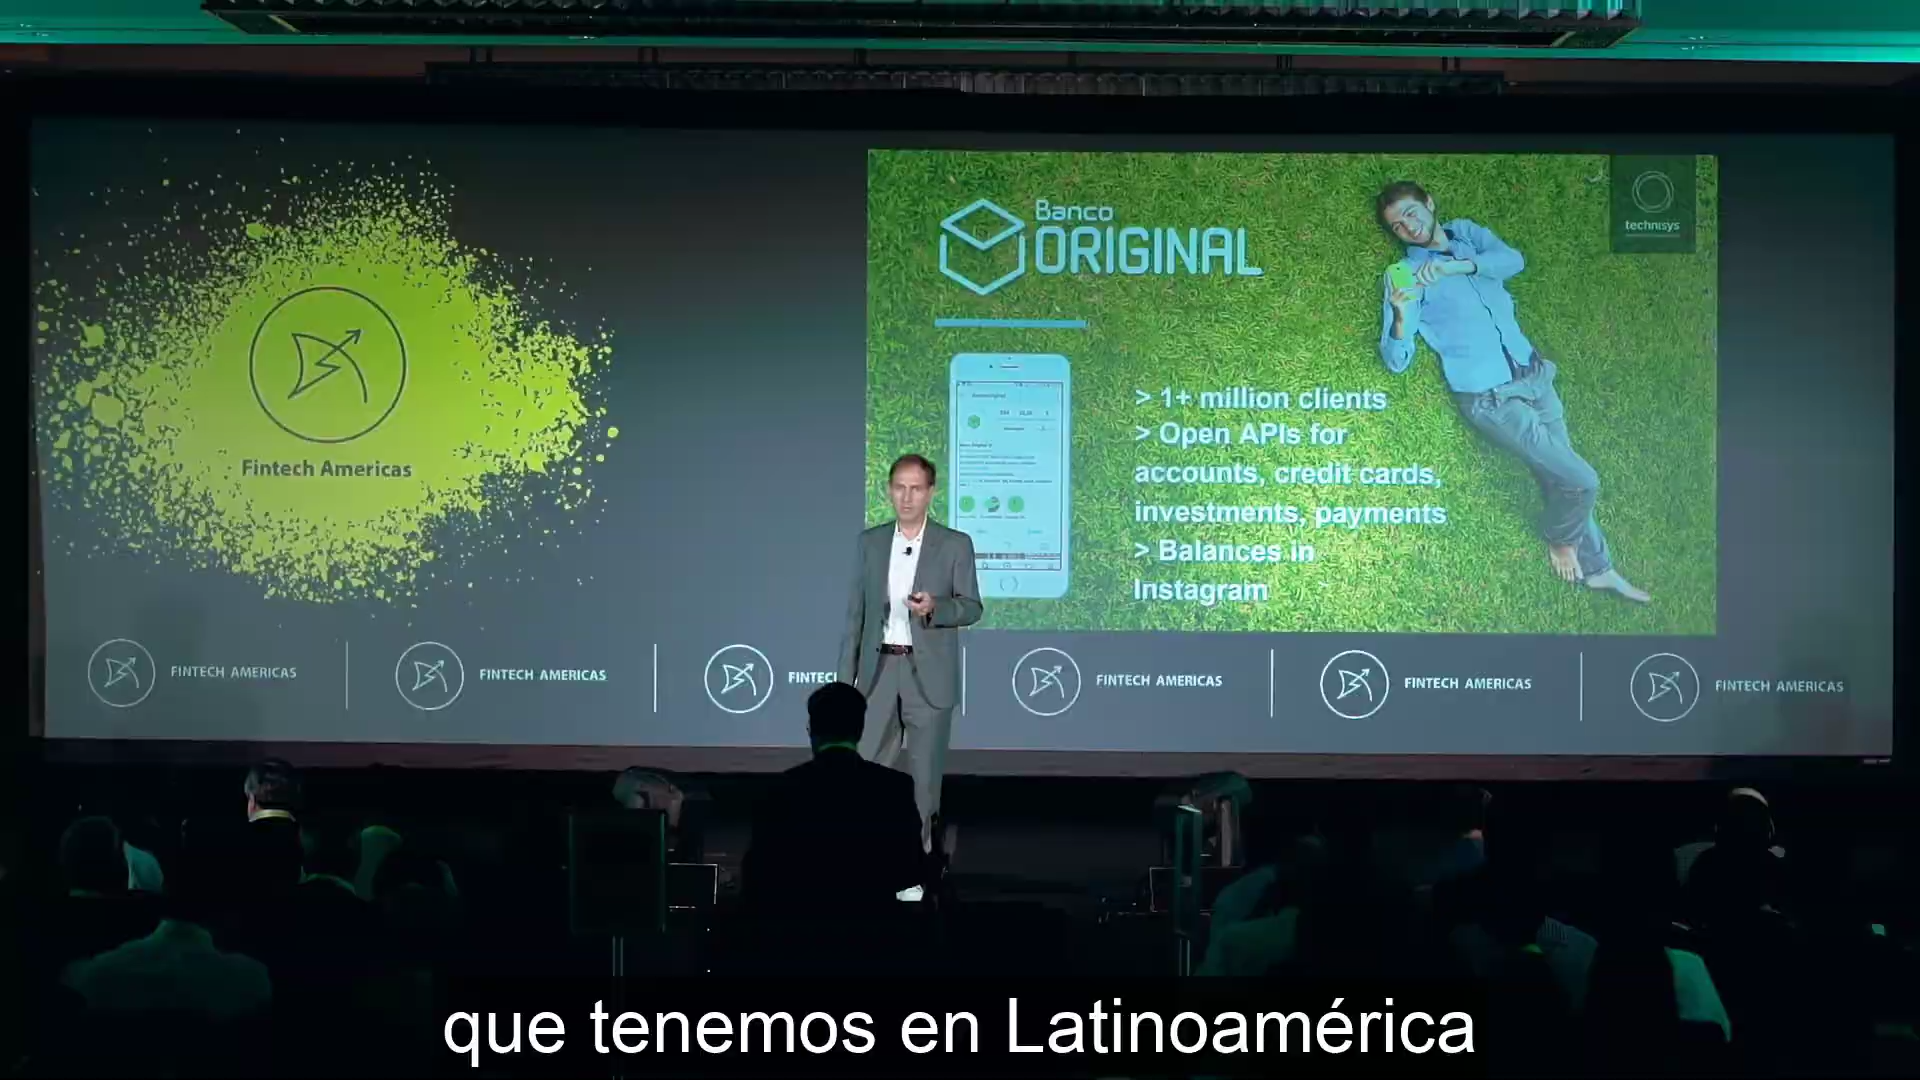 Fintech Americas
Banco
ORIGINAL
technisys
> 1+ million clients
> Open APIs for
accounts, credit cards,
investments, payments
> Balances in
Instagram
FINTECH AMERICAS
FINTECH AMERICAS
FINTEC
FINTECH AMERICAS
FINTECH AMERICAS
FINTECH AMERICAS
que tenemos en Latinoamérica